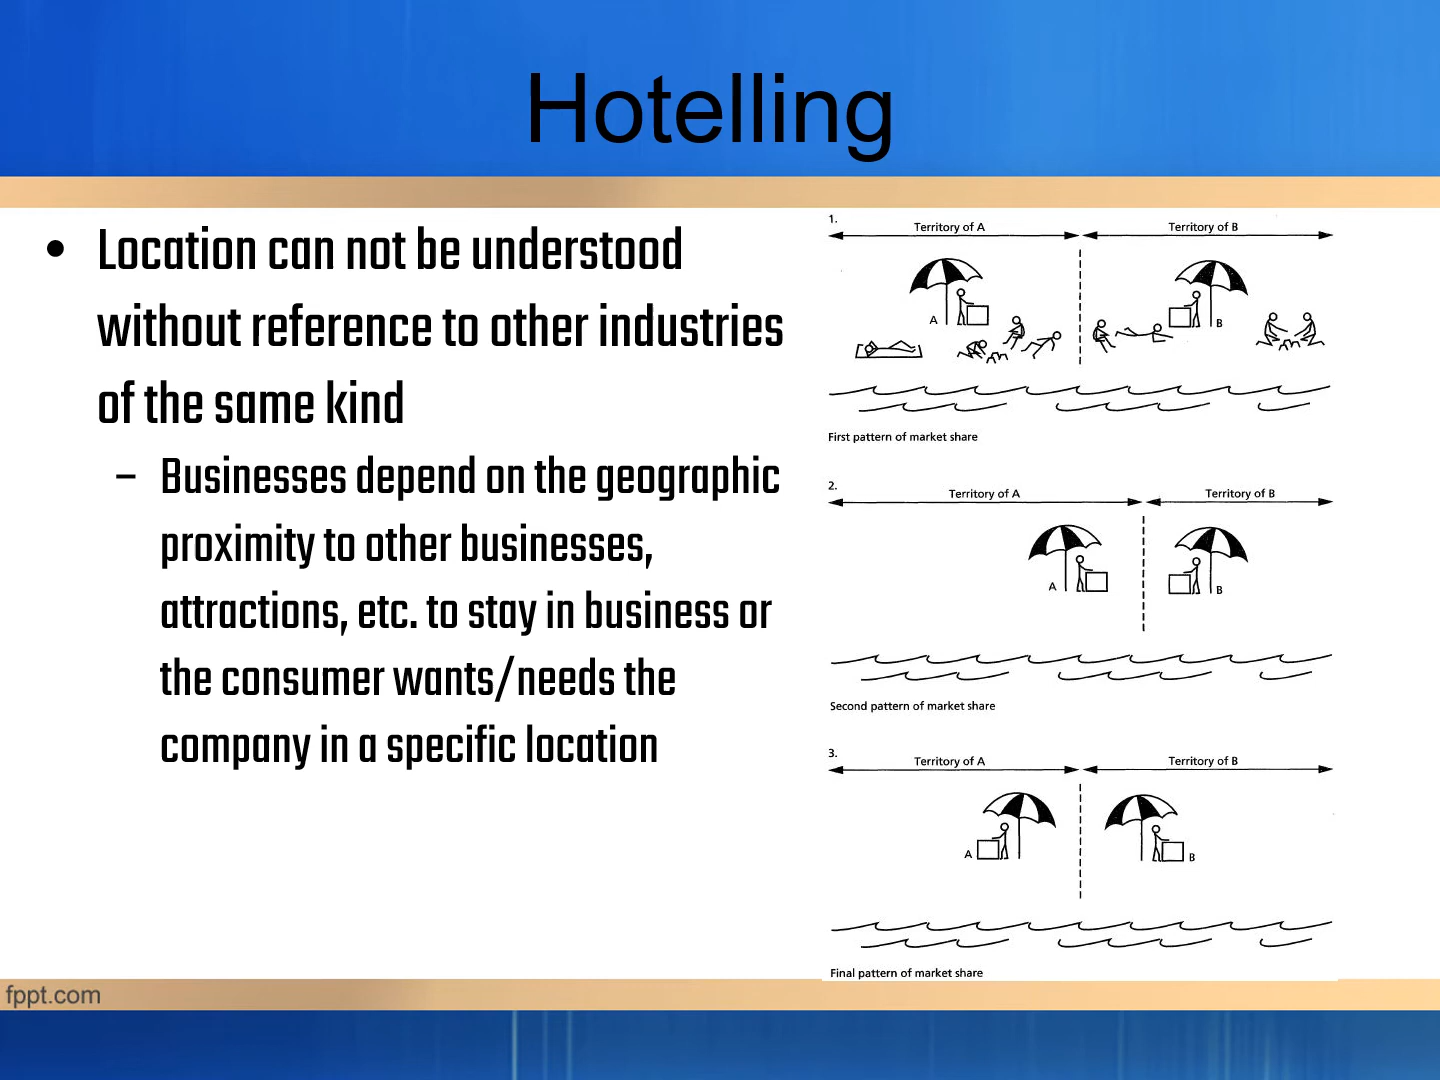 Hotelling
• Location can not be understood
without reference to other industries
of the same kind
– Businesses depend on the geographic
proximity to other businesses,
attractions, etc. to stay in business or
the consumer wants/needs the
company in a specific location
1.
Territory of A Territory of B
A B
First pattern of market share
2.
Territory of A Territory of B
A B
Second pattern of market share
3.
Territory of A Territory of B
A B
Final pattern of market share
fppt.com